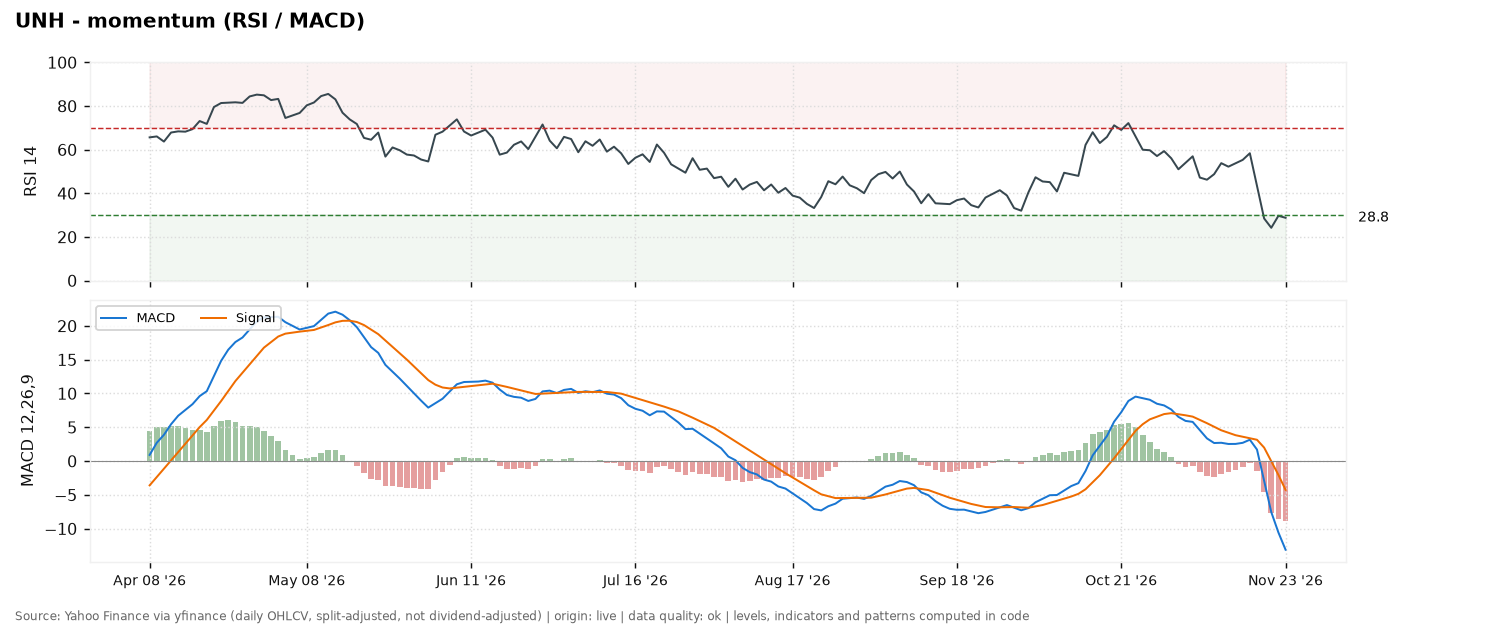 UNH - momentum (RSI / MACD)
100
80
60
40
20
0
RSI 14
28.8
MACD
Signal
20
15
10
5
0
−5
−10
MACD 12,26,9
Apr 08 '26
May 08 '26
Jun 11 '26
Jul 16 '26
Aug 17 '26
Sep 18 '26
Oct 21 '26
Nov 23 '26
Source: Yahoo Finance via yfinance (daily OHLCV, split-adjusted, not dividend-adjusted) | origin: live | data quality: ok | levels, indicators and patterns computed in code